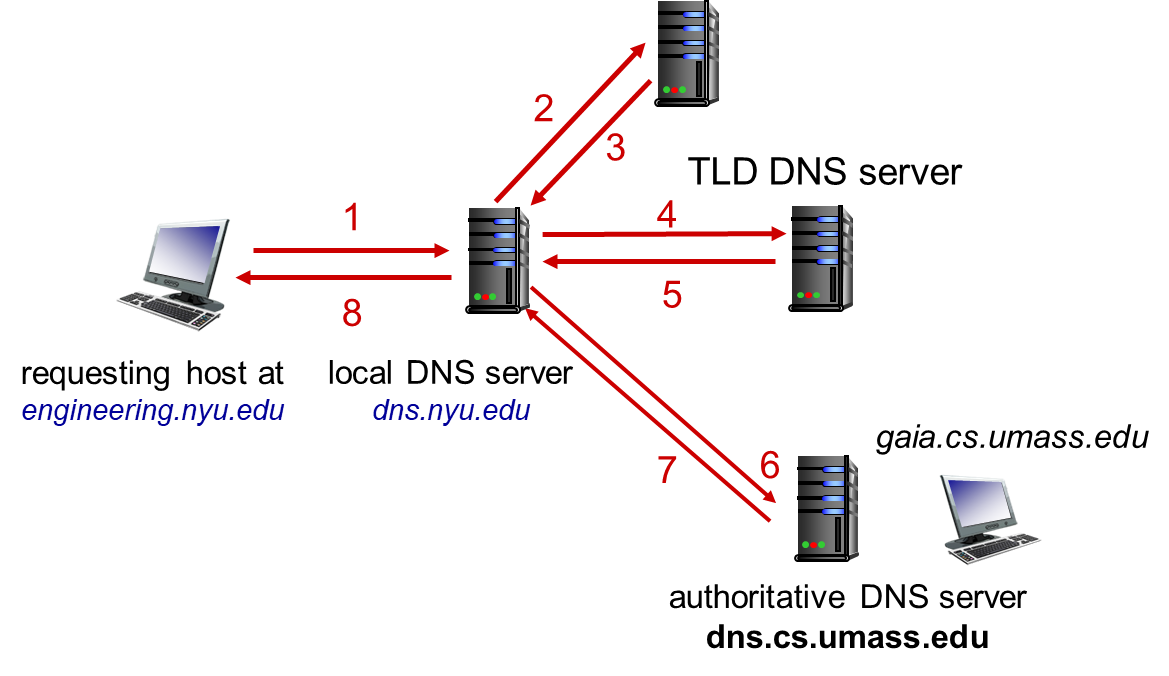 2
3
TLD DNS server
1
4
5
8
requesting host at
engineering.nyu.edu
local DNS server
dns.nyu.edu
gaia.cs.umass.edu
6
7
authoritative DNS server
dns.cs.umass.edu